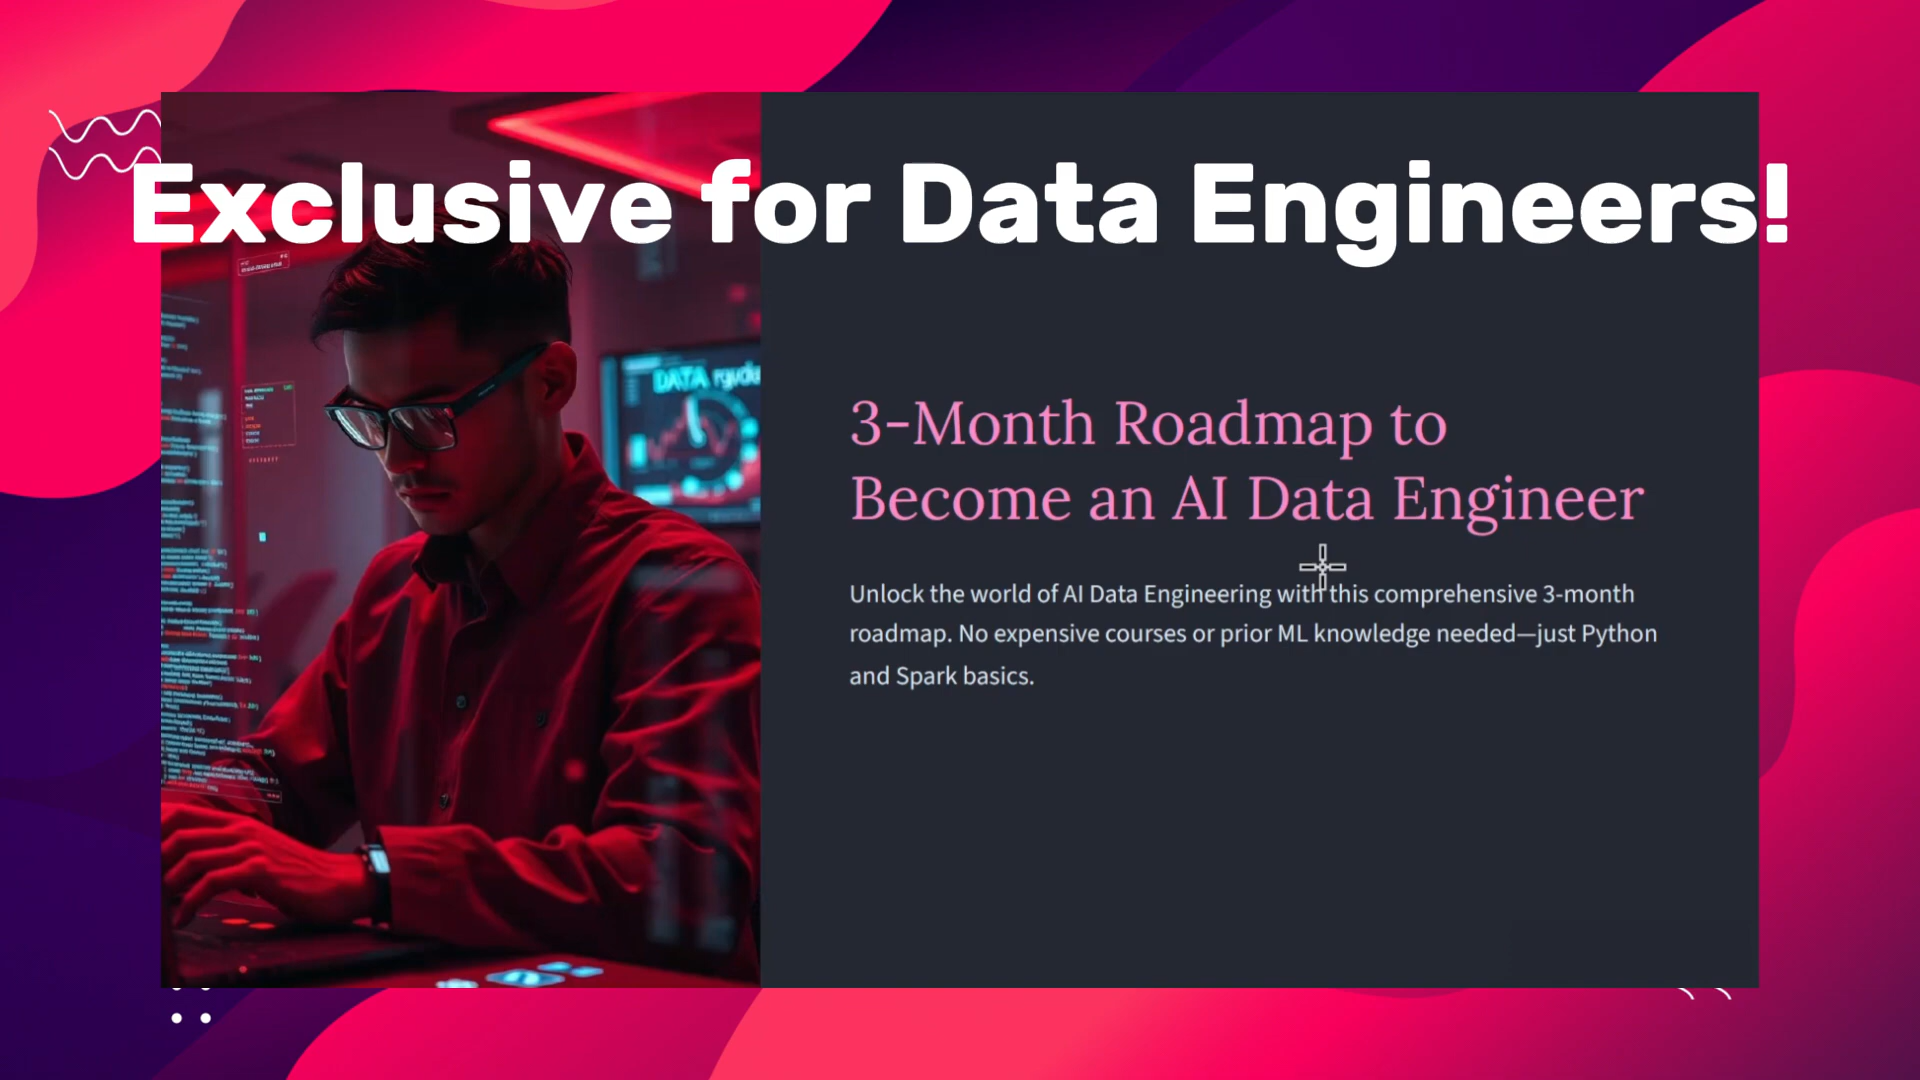 Exclusive for Data Engineers!
DATA
3-Month Roadmap to
Become an AI Data Engineer
Unlock the world of AI Data Engineering with this comprehensive 3-month
roadmap. No expensive courses or prior ML knowledge needed—just Python
and Spark basics.